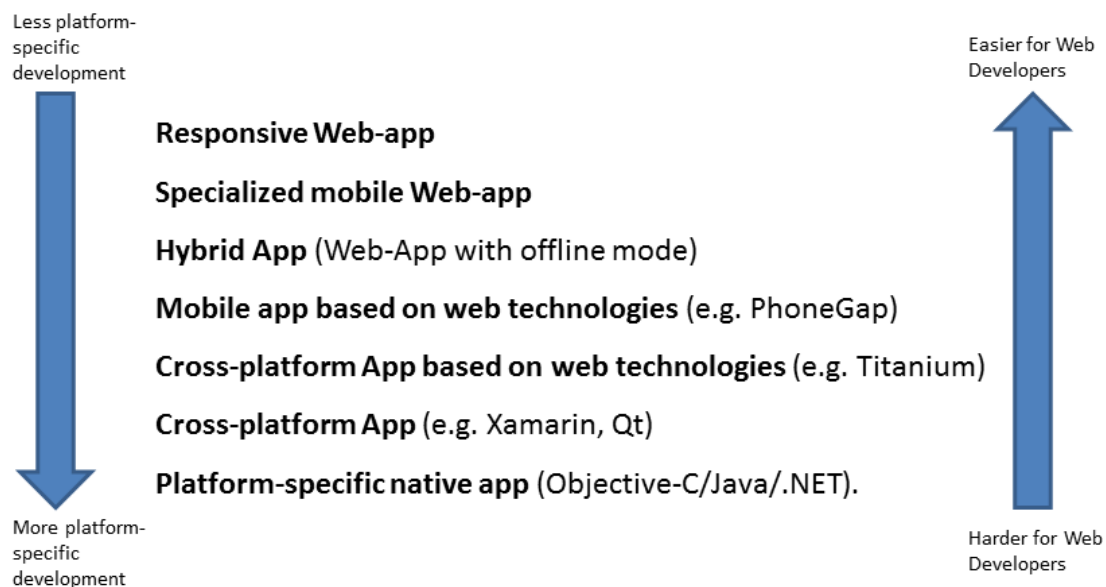 Less platform-
specific
development
Easier for Web
Developers
Responsive Web-app
Specialized mobile Web-app
Hybrid App (Web-App with offline mode)
Mobile app based on web technologies (e.g. PhoneGap)
Cross-platform App based on web technologies (e.g. Titanium)
Cross-platform App (e.g. Xamarin, Qt)
Platform-specific native app (Objective-C/Java/.NET).
More platform-
specific
development
Harder for Web
Developers